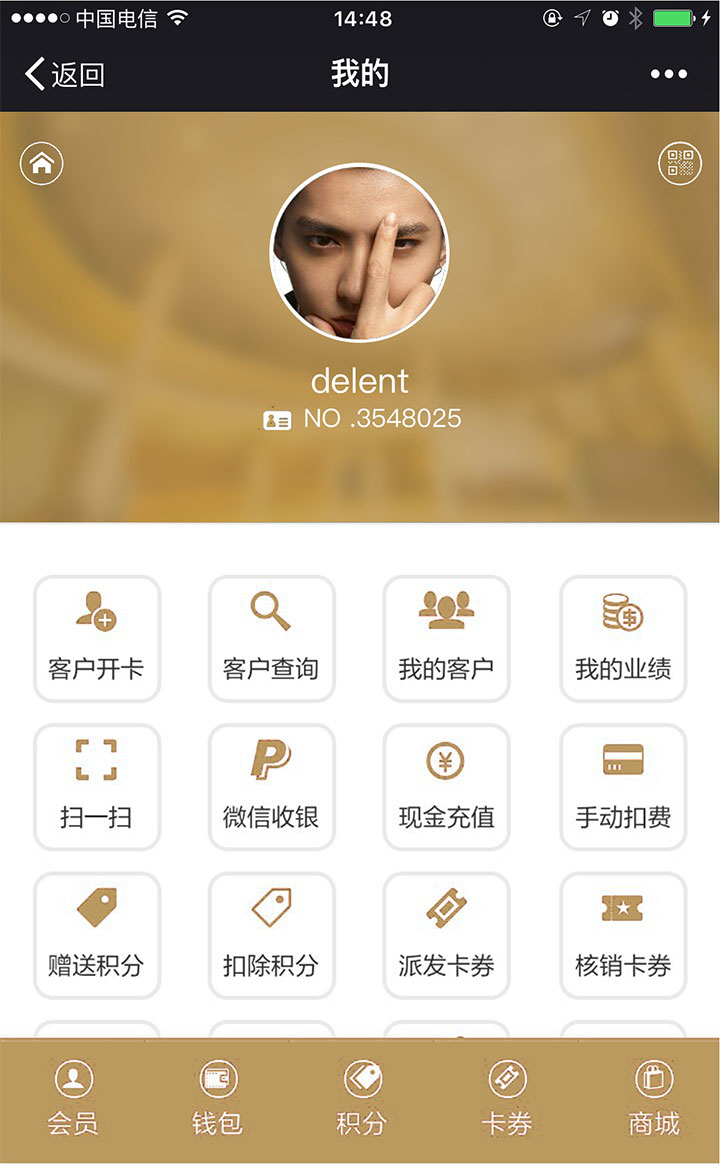 中国电信 14:48
返回 我的
delent
NO .3548025
客户开卡 客户查询 我的客户 我的业绩
扫一扫 微信收银 现金充值 手动扣费
赠送积分 扣除积分 派发卡券 核销卡券
会员 钱包 积分 卡券 商城